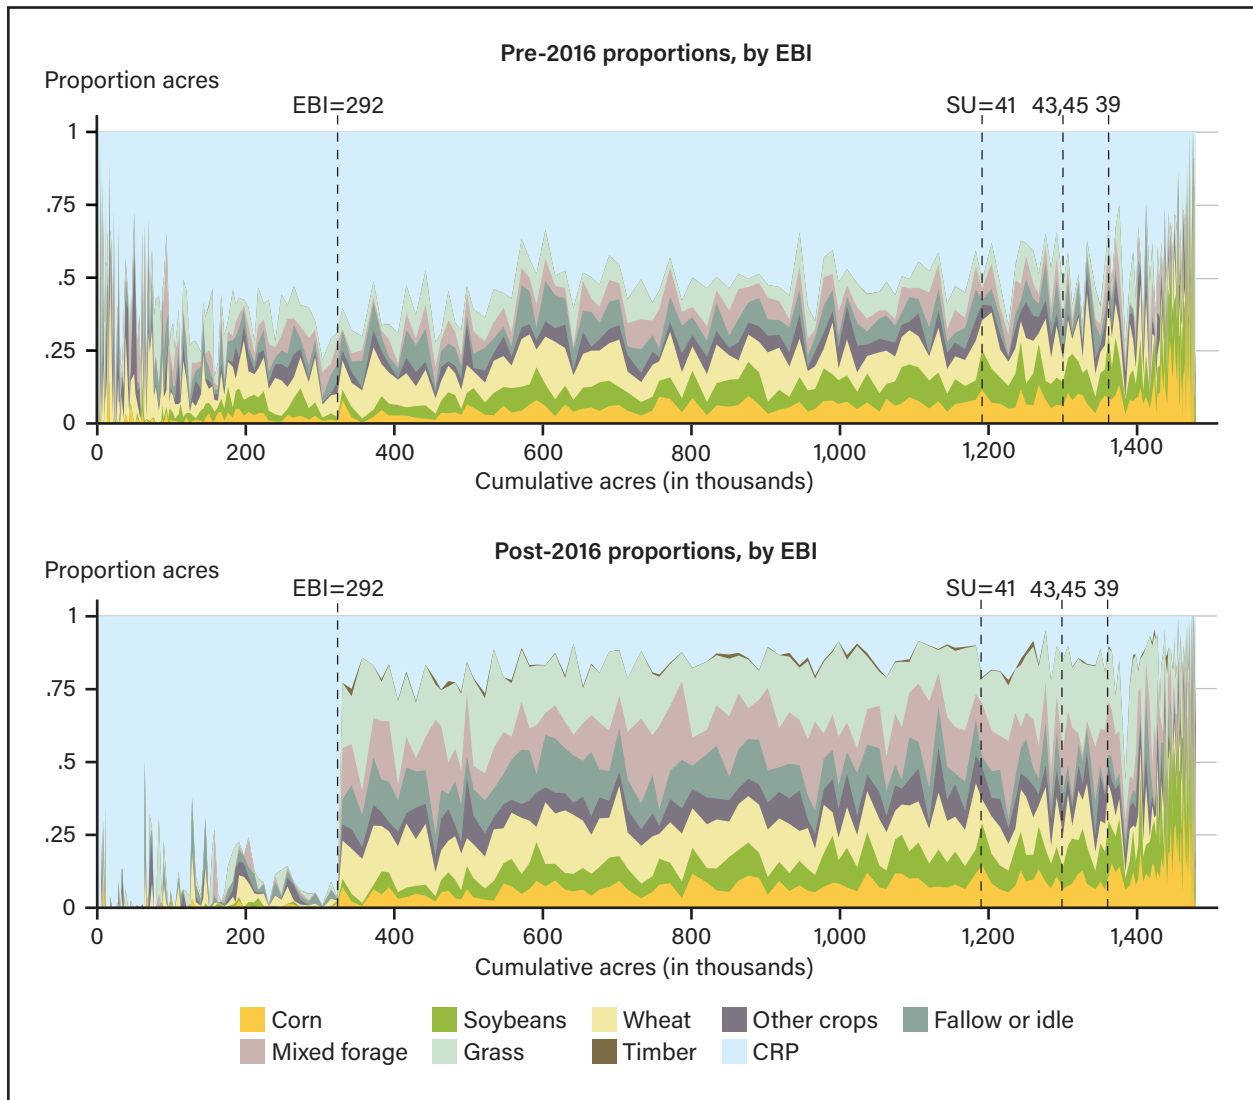 Pre-2016 proportions, by EBI
Proportion acres
EBI=292 SU=41 43,45 39
1
.75
.5
.25
0
0 200 400 600 800 1,000 1,200 1,400
Cumulative acres (in thousands)
Post-2016 proportions, by EBI
Proportion acres
EBI=292 SU=41 43,45 39
1
.75
.5
.25
0
0 200 400 600 800 1,000 1,200 1,400
Cumulative acres (in thousands)
Corn Soybeans Wheat Other crops Fallow or idle
Mixed forage Grass Timber CRP